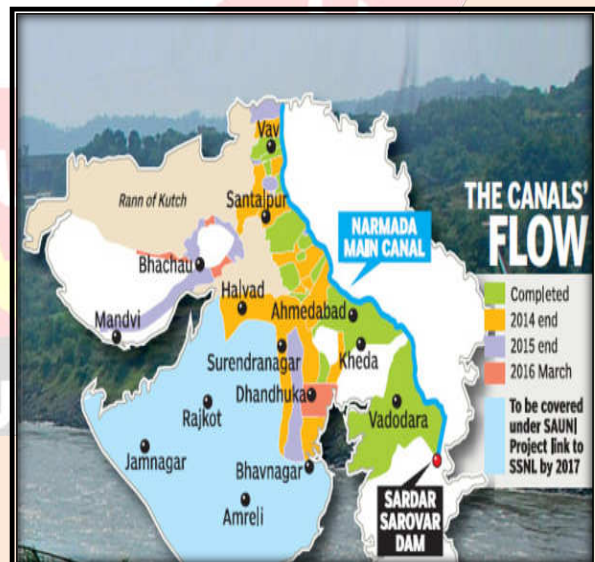 THE CANALS'
FLOW
Completed
2014 end
2015 end
2016 March
To be covered
under SAUNI
Project link to
SSNL by 2017
NARMADA
MAIN CANAL
Vav
Santalpur
Rann of Kutch
Bhachau
Mandvi
Halvad
Ahmedabad
Surendranagar
Kheda
Dhandhuka
Rajkot
Vadodara
Jamnagar
Bhavnagar
Amreli
SARDAR
SAROVAR
DAM